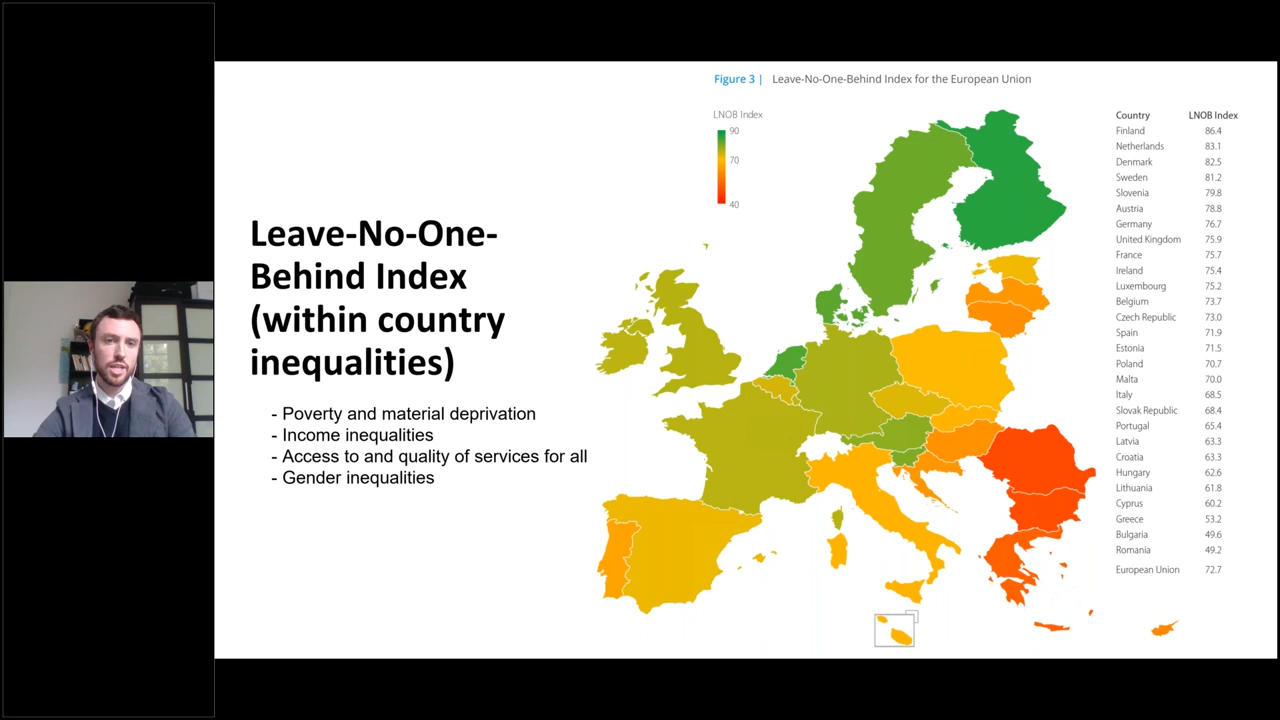 Figure 3 | Leave-No-One-Behind Index for the European Union
LNOB Index
90
70
40
Leave-No-One-
Behind Index
(within country
inequalities)
- Poverty and material deprivation
- Income inequalities
- Access to and quality of services for all
- Gender inequalities
Country LNOB Index
Finland 86.4
Netherlands 83.1
Denmark 82.5
Sweden 81.2
Slovenia 79.8
Austria 78.8
Germany 76.7
United Kingdom 75.9
France 75.7
Ireland 75.4
Luxembourg 75.2
Belgium 73.7
Czech Republic 73.0
Spain 71.9
Estonia 71.5
Poland 70.7
Malta 70.0
Italy 68.5
Slovak Republic 68.4
Portugal 65.4
Latvia 63.3
Croatia 63.3
Hungary 62.6
Lithuania 61.8
Cyprus 60.2
Greece 53.2
Bulgaria 49.6
Romania 49.2
European Union 72.7